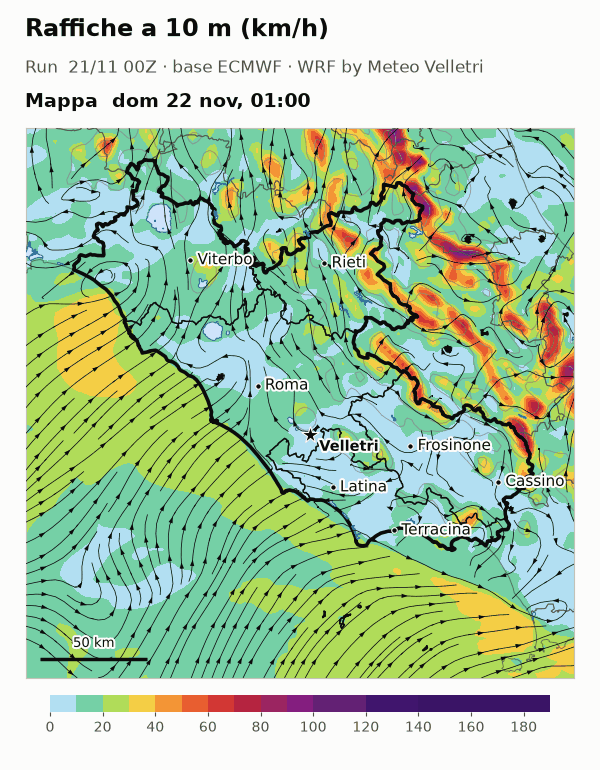 Raffiche a 10 m (km/h)
Run 21/11 00Z · base ECMWF · WRF by Meteo Velletri
Mappa dom 22 nov, 01:00
Viterbo
Rieti
Roma
Velletri
Frosinone
Cassino
Latina
Terracina
50 km
0 20 40 60 80 100 120 140 160 180